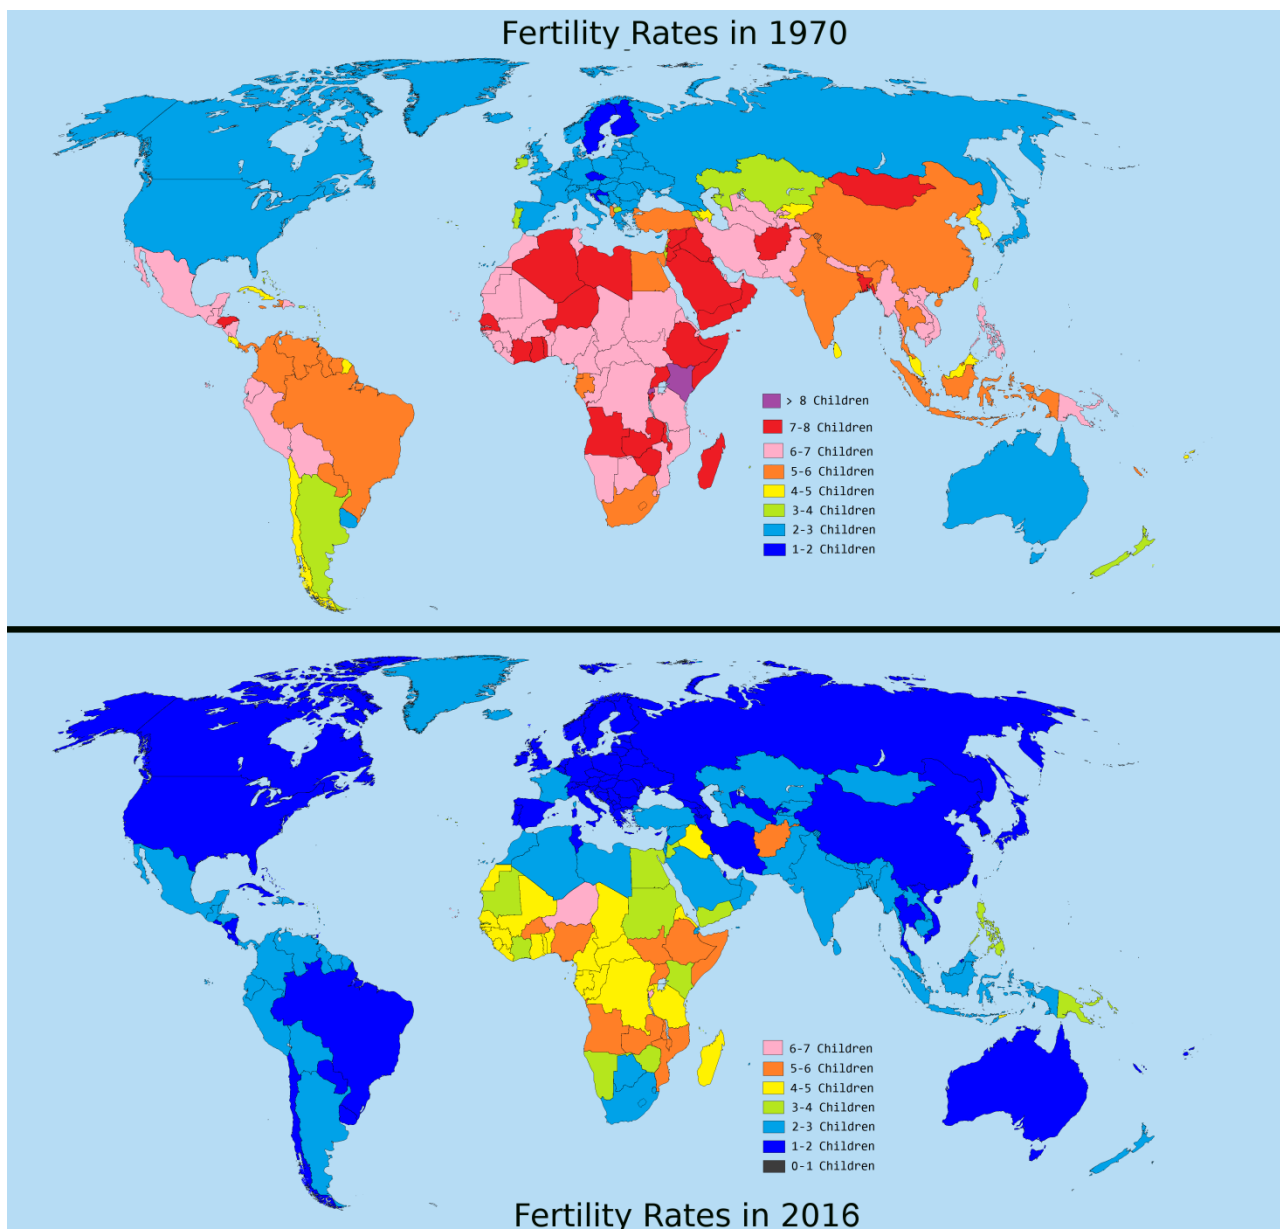 Fertility Rates in 1970
> 8 Children
7-8 Children
6-7 Children
5-6 Children
4-5 Children
3-4 Children
2-3 Children
1-2 Children
6-7 Children
5-6 Children
4-5 Children
3-4 Children
2-3 Children
1-2 Children
0-1 Children
Fertility Rates in 2016